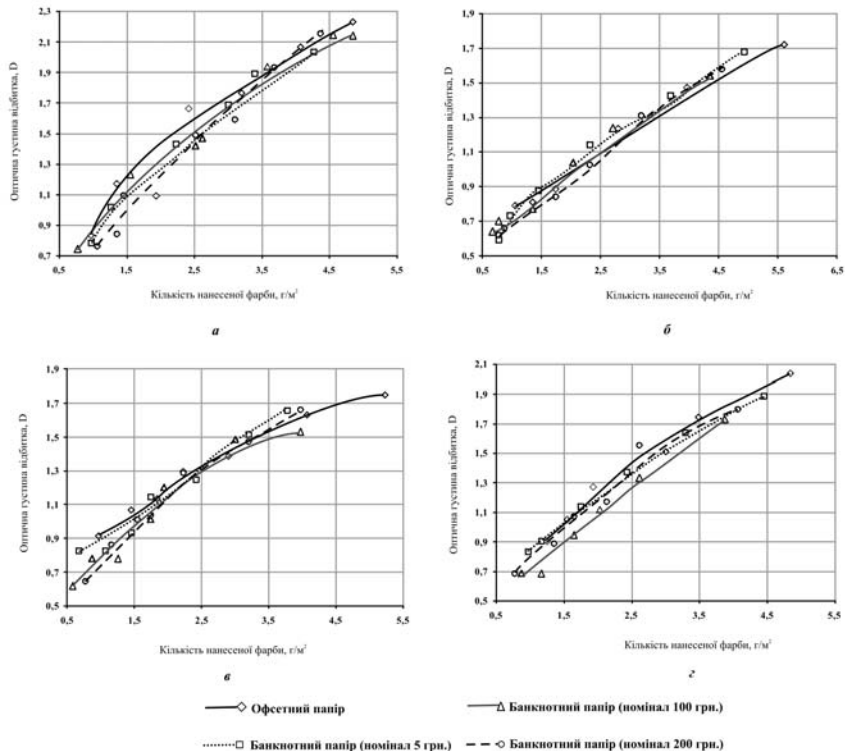 Оптична густина відбитка, D
2,3
2,1
1,9
1,7
1,5
1,3
1,1
0,9
0,7
0,5 1,5 2,5 3,5 4,5 5,5
Кількість нанесеної фарби, г/м²
а
Оптична густина відбитка, D
2,1
1,9
1,7
1,5
1,3
1,1
0,9
0,7
0,5
0,5 1,5 2,5 3,5 4,5 5,5 6,5
Кількість нанесеної фарби, г/м²
б
Оптична густина відбитка, D
1,9
1,7
1,5
1,3
1,1
0,9
0,7
0,5
0,5 1,5 2,5 3,5 4,5 5,5
Кількість нанесеної фарби, г/м²
в
Оптична густина відбитка, D
2,1
1,9
1,7
1,5
1,3
1,1
0,9
0,7
0,5
0,5 1,5 2,5 3,5 4,5 5,5
Кількість нанесеної фарби, г/м²
г
Офсетний папір
Банкнотний папір (номінал 100 грн.)
Банкнотний папір (номінал 5 грн.)
Банкнотний папір (номінал 200 грн.)